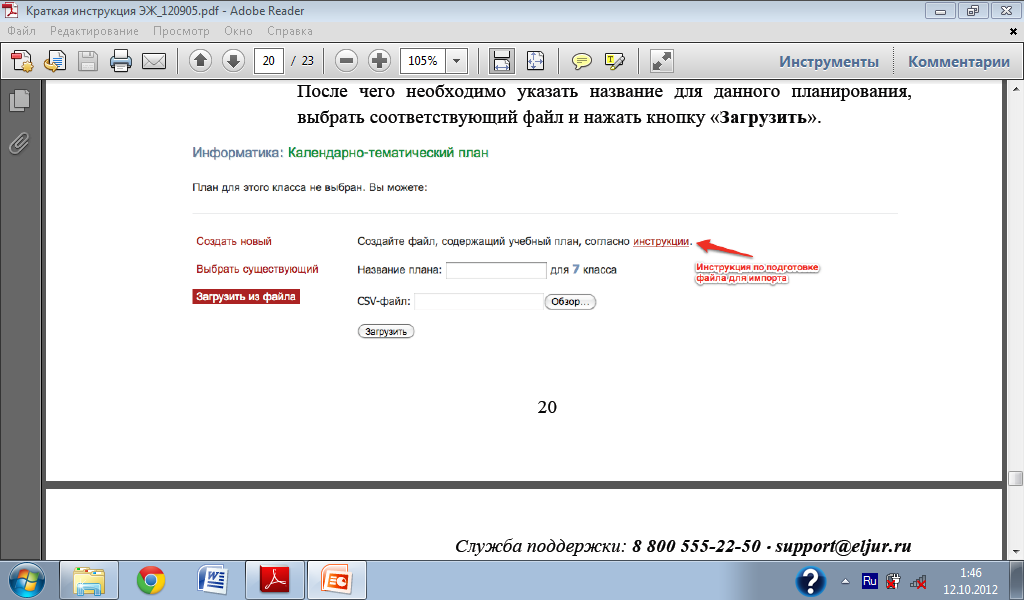 Краткая инструкция ЭЖ_120905.pdf - Adobe Reader
Файл Редактирование Просмотр Окно Справка
20 / 23 105% Инструменты Комментарии
После чего необходимо указать название для данного планирования,
выбрать соответствующий файл и нажать кнопку «Загрузить».
Информатика: Календарно-тематический план
План для этого класса не выбран. Вы можете:
Создать новый
Выбрать существующий
Загрузить из файла
Создайте файл, содержащий учебный план, согласно инструкции.
Название плана: для 7 класса
CSV-файл: Обзор...
Загрузить
Инструкция по подготовке
файла для импорта
20
Служба поддержки: 8 800 555-22-50 · support@eljur.ru
Ru
1:46
12.10.2012